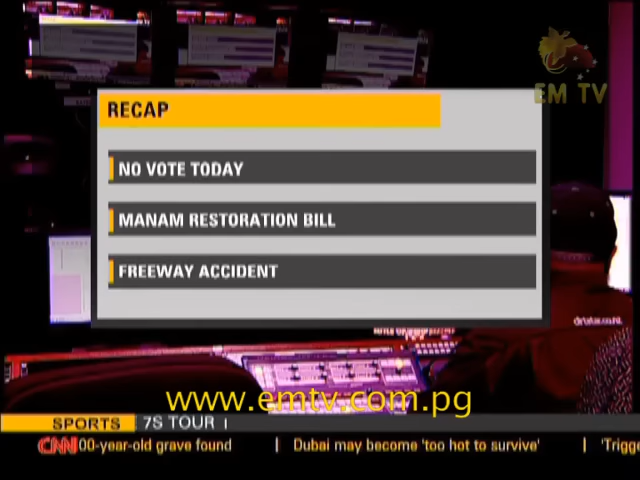 EM TV
RECAP
NO VOTE TODAY
MANAM RESTORATION BILL
FREEWAY ACCIDENT
www.emtv.com.pg
SPORTS 7S TOUR
CNN 00-year-old grave found | Dubai may become 'too hot to survive' | 'Trigge